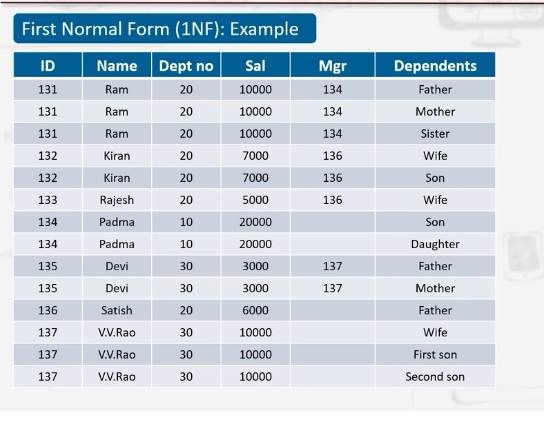 First Normal Form (1NF): Example
ID Name Dept no Sal Mgr Dependents
131 Ram 20 10000 134 Father
131 Ram 20 10000 134 Mother
131 Ram 20 10000 134 Sister
132 Kiran 20 7000 136 Wife
132 Kiran 20 7000 136 Son
133 Rajesh 20 5000 136 Wife
134 Padma 10 20000 Son
134 Padma 10 20000 Daughter
135 Devi 30 3000 137 Father
135 Devi 30 3000 137 Mother
136 Satish 20 6000 Father
137 V.V.Rao 30 10000 Wife
137 V.V.Rao 30 10000 First son
137 V.V.Rao 30 10000 Second son